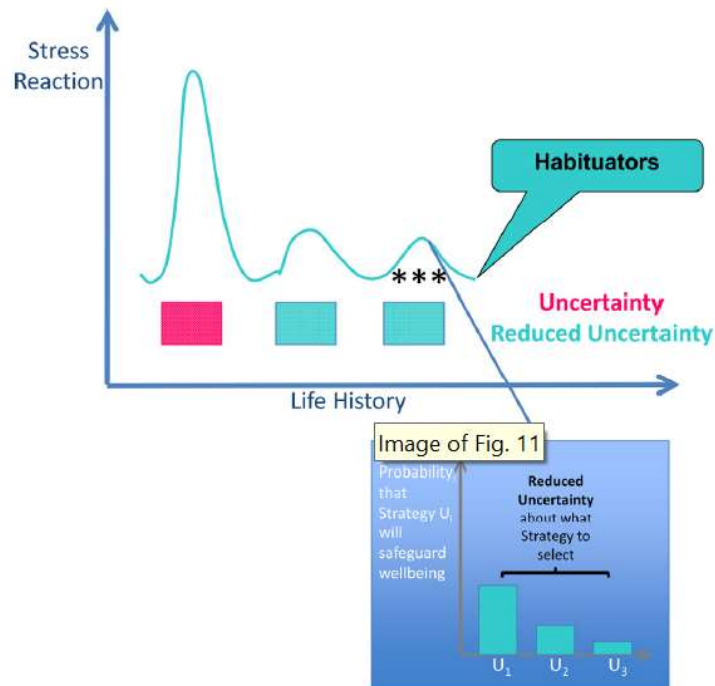 Stress
Reaction
Habituators
***
Uncertainty
Reduced Uncertainty
Life History
Image of Fig. 11
Probability
that
Strategy Ui
will
safeguard
wellbeing
Reduced
Uncertainty
about what
Strategy to
select
U1 U2 U3